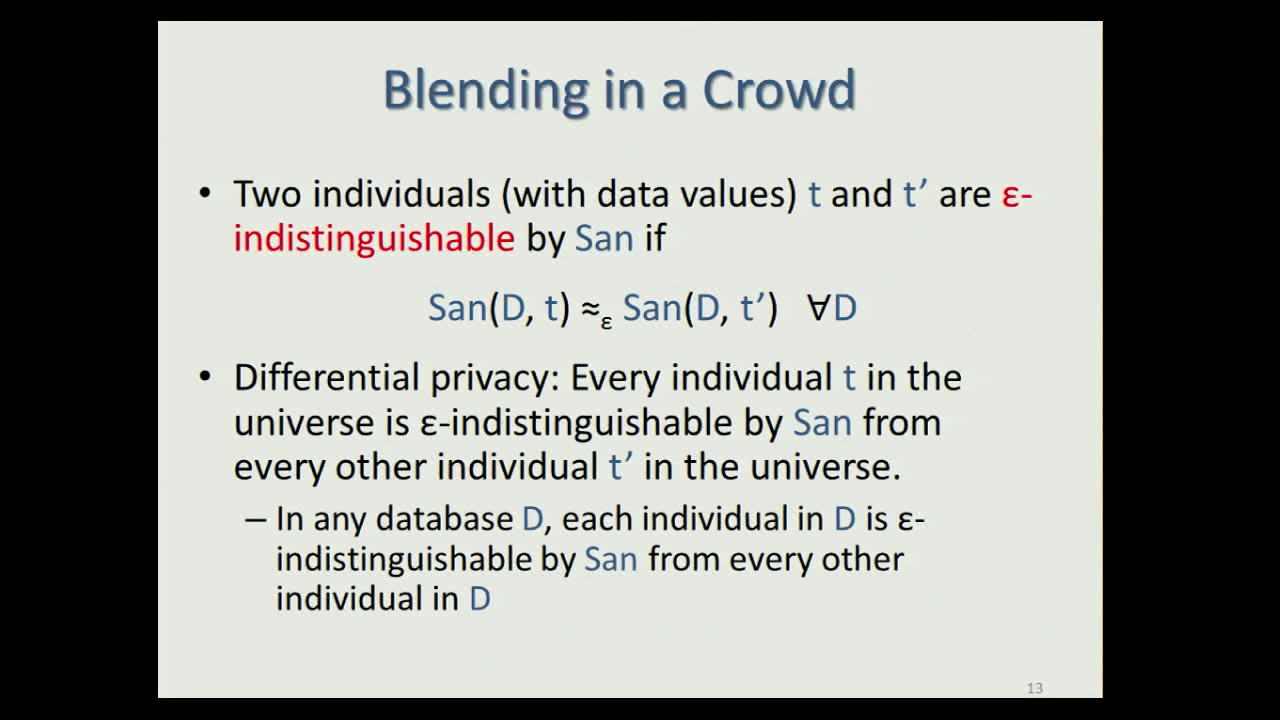 Blending in a Crowd
• Two individuals (with data values) t and t’ are ε-
indistinguishable by San if
San(D, t) ≈ε San(D, t’) ∀D
• Differential privacy: Every individual t in the
universe is ε-indistinguishable by San from
every other individual t’ in the universe.
– In any database D, each individual in D is ε-
indistinguishable by San from every other
individual in D
13